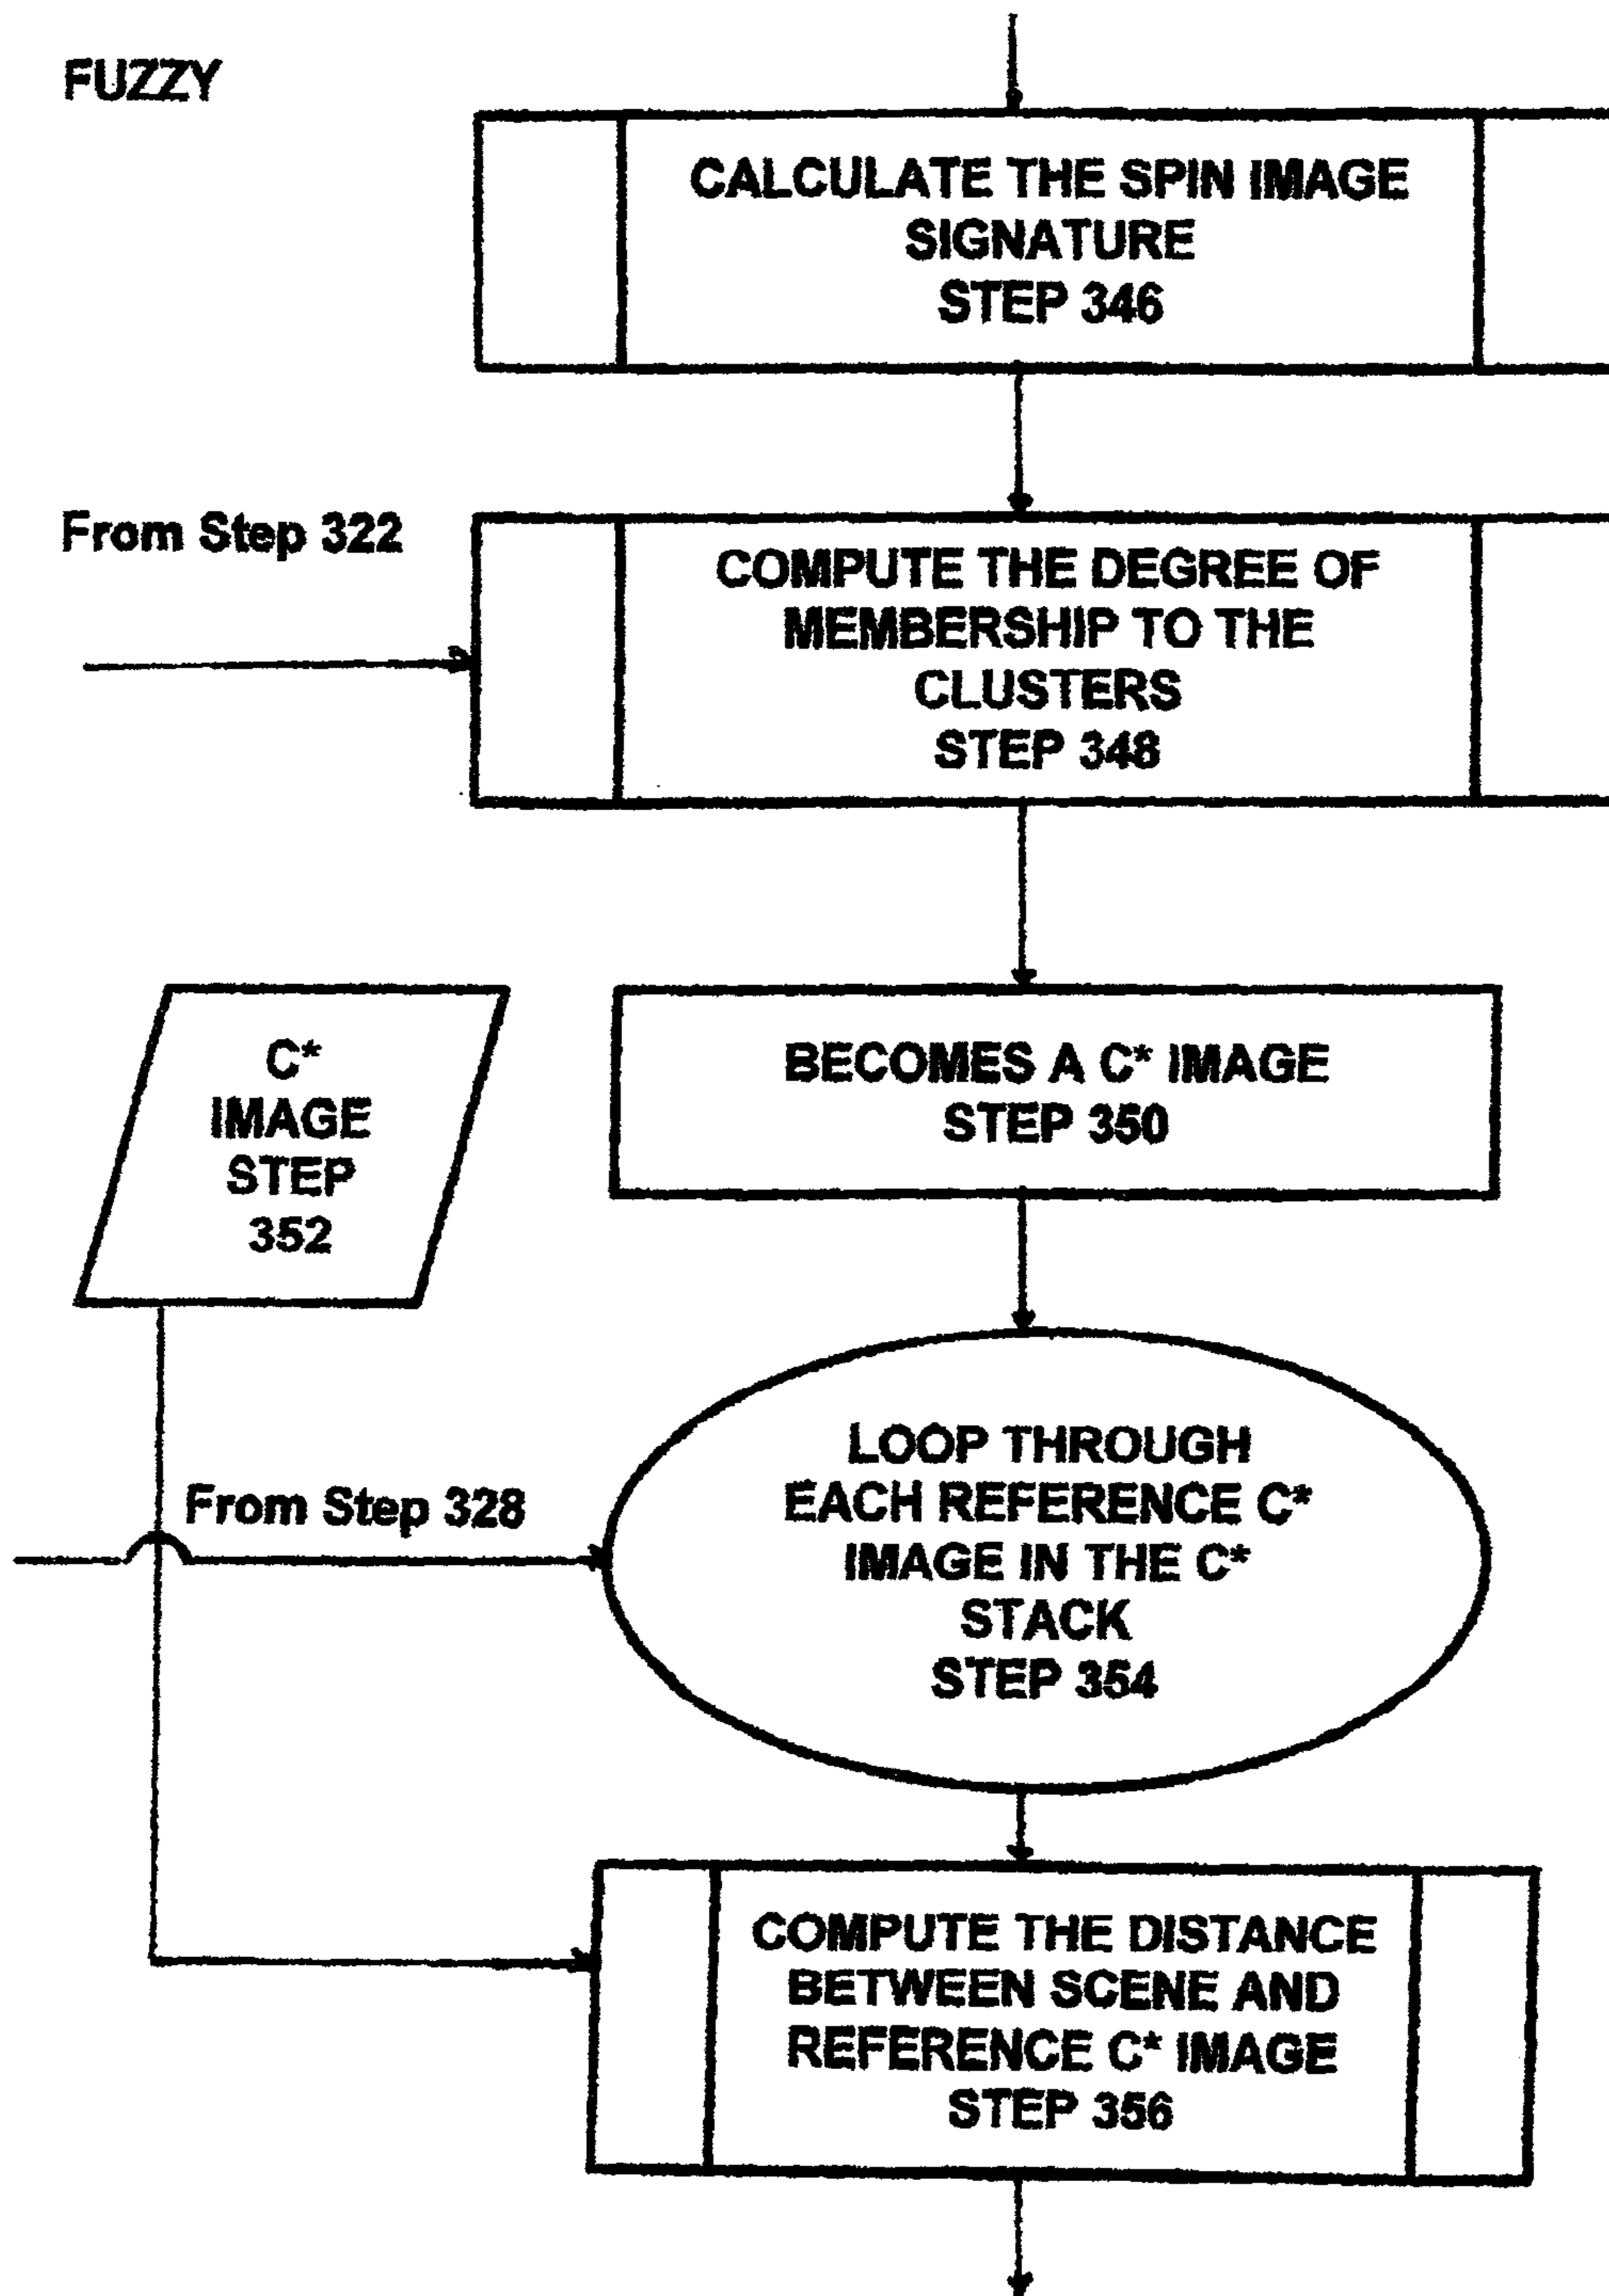 FUZZY
CALCULATE THE SPIN IMAGE
SIGNATURE
STEP 346
From Step 322
COMPUTE THE DEGREE OF
MEMBERSHIP TO THE
CLUSTERS
STEP 348
C*
IMAGE
STEP
352
BECOMES A C* IMAGE
STEP 350
From Step 328
LOOP THROUGH
EACH REFERENCE C*
IMAGE IN THE C*
STACK
STEP 354
COMPUTE THE DISTANCE
BETWEEN SCENE AND
REFERENCE C* IMAGE
STEP 356